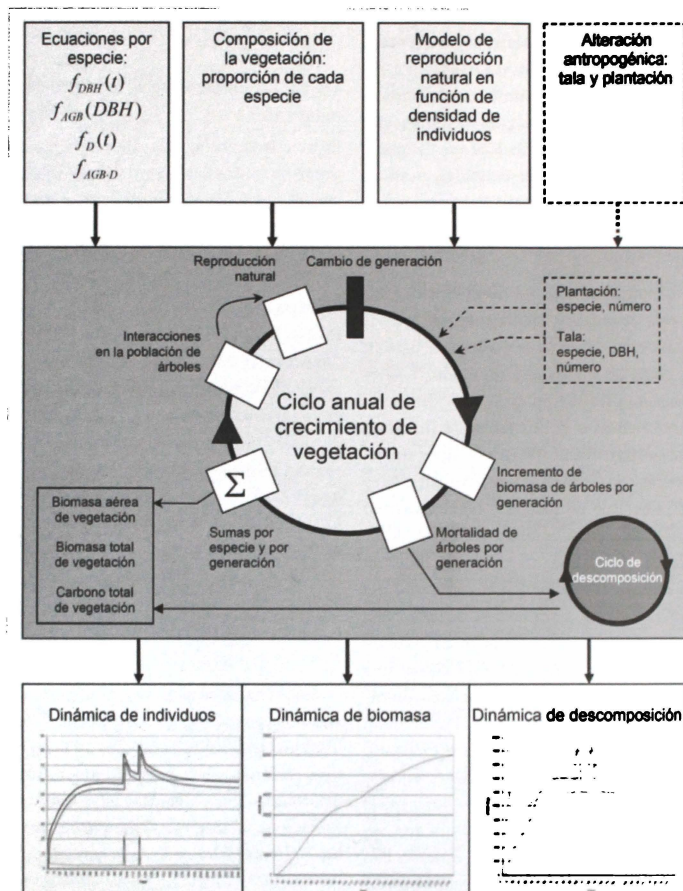 Ecuaciones por
especie:
f_DBH(t)
f_AGB(DBH)
f_D(t)
f_AGB·D
Composición de
la vegetación:
proporción de cada
especie
Modelo de
reproducción
natural en
función de
densidad de
individuos
Alteración
antropogénica:
tala y plantación
Reproducción
natural
Cambio de generación
Plantación:
especie, número
Tala:
especie, DBH,
número
Interacciones
en la población de
árboles
Ciclo anual de
crecimiento de
vegetación
Σ
Incremento de
biomasa de árboles por
generación
Biomasa aérea
de vegetación
Biomasa total
de vegetación
Carbono total
de vegetación
Sumas por
especie y por
generación
Mortalidad de
árboles por
generación
Ciclo de
descomposición
Dinámica de individuos
Dinámica de biomasa
Dinámica de descomposición